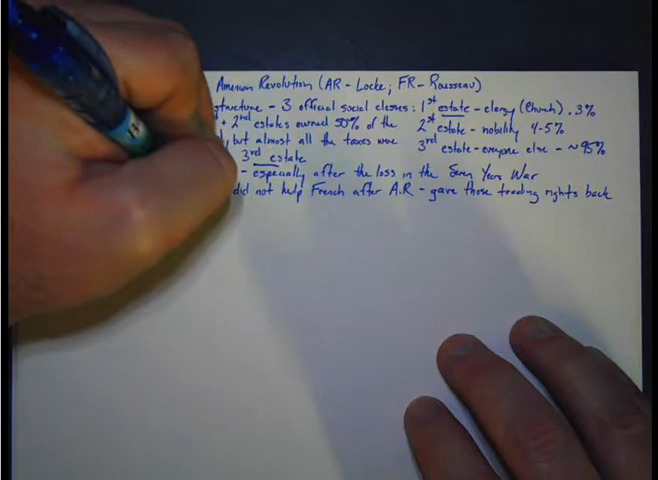 American Revolution (AR - Locke; FR - Rousseau)
structure - 3 official social classes: 1st estate - clergy (Church) .3%
+ 2nd estates owned 50% of the 2st estate - nobility 4-5%
, but almost all the taxes were 3rd estate - everyone else - ~95%
3rd estate
- especially after the loss in the Seven Years War
did not help French after A.R - gave those trading rights back